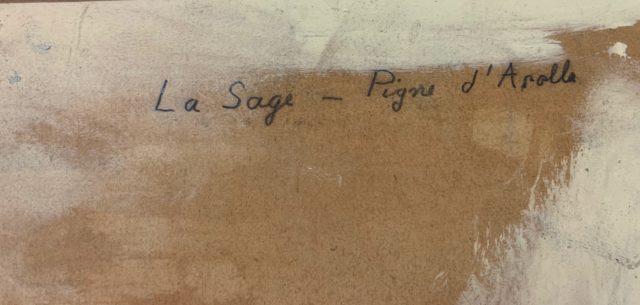 La Sage - Pigne d'Arolla